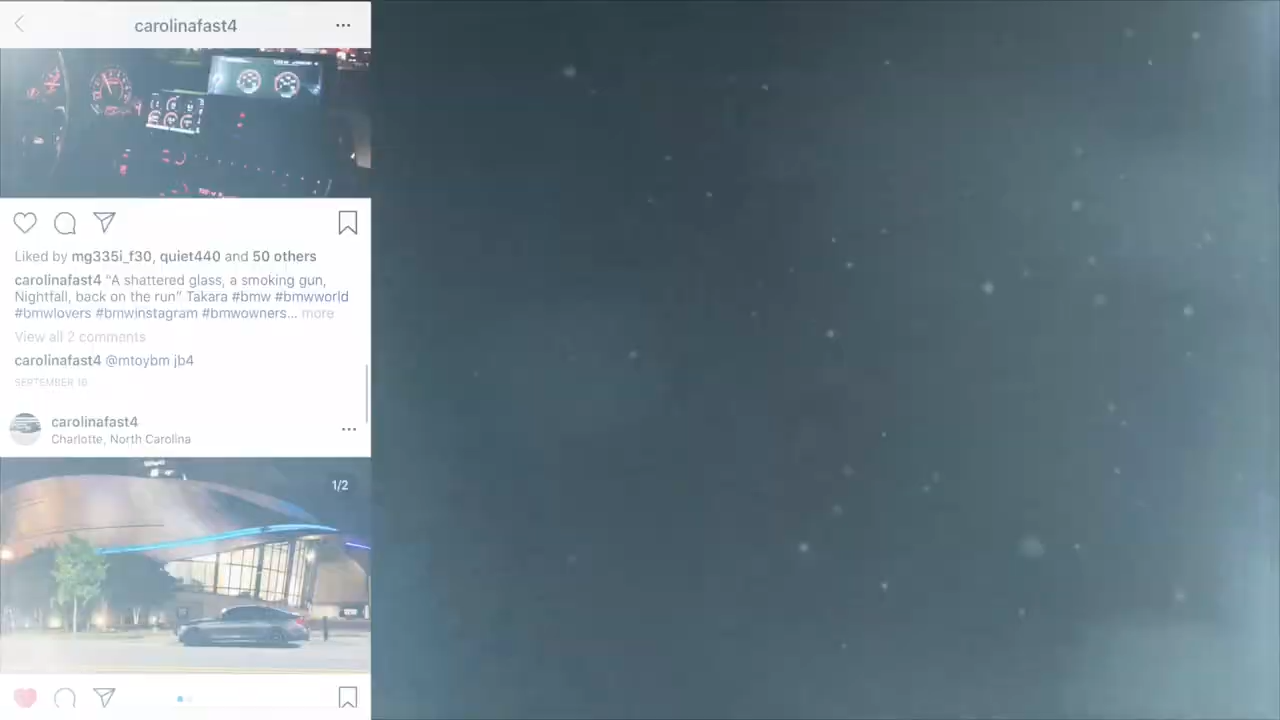 carolinafast4
Liked by mg335i_f30, quiet440 and 50 others
carolinafast4 “A shattered glass, a smoking gun,
Nightfall, back on the run” Takara #bmw #bmwworld
#bmwlovers #bmwinstagram #bmwowners... more
View all 2 comments
carolinafast4 @mtoybm jb4
SEPTEMBER
carolinafast4
Charlotte, North Carolina
1/2